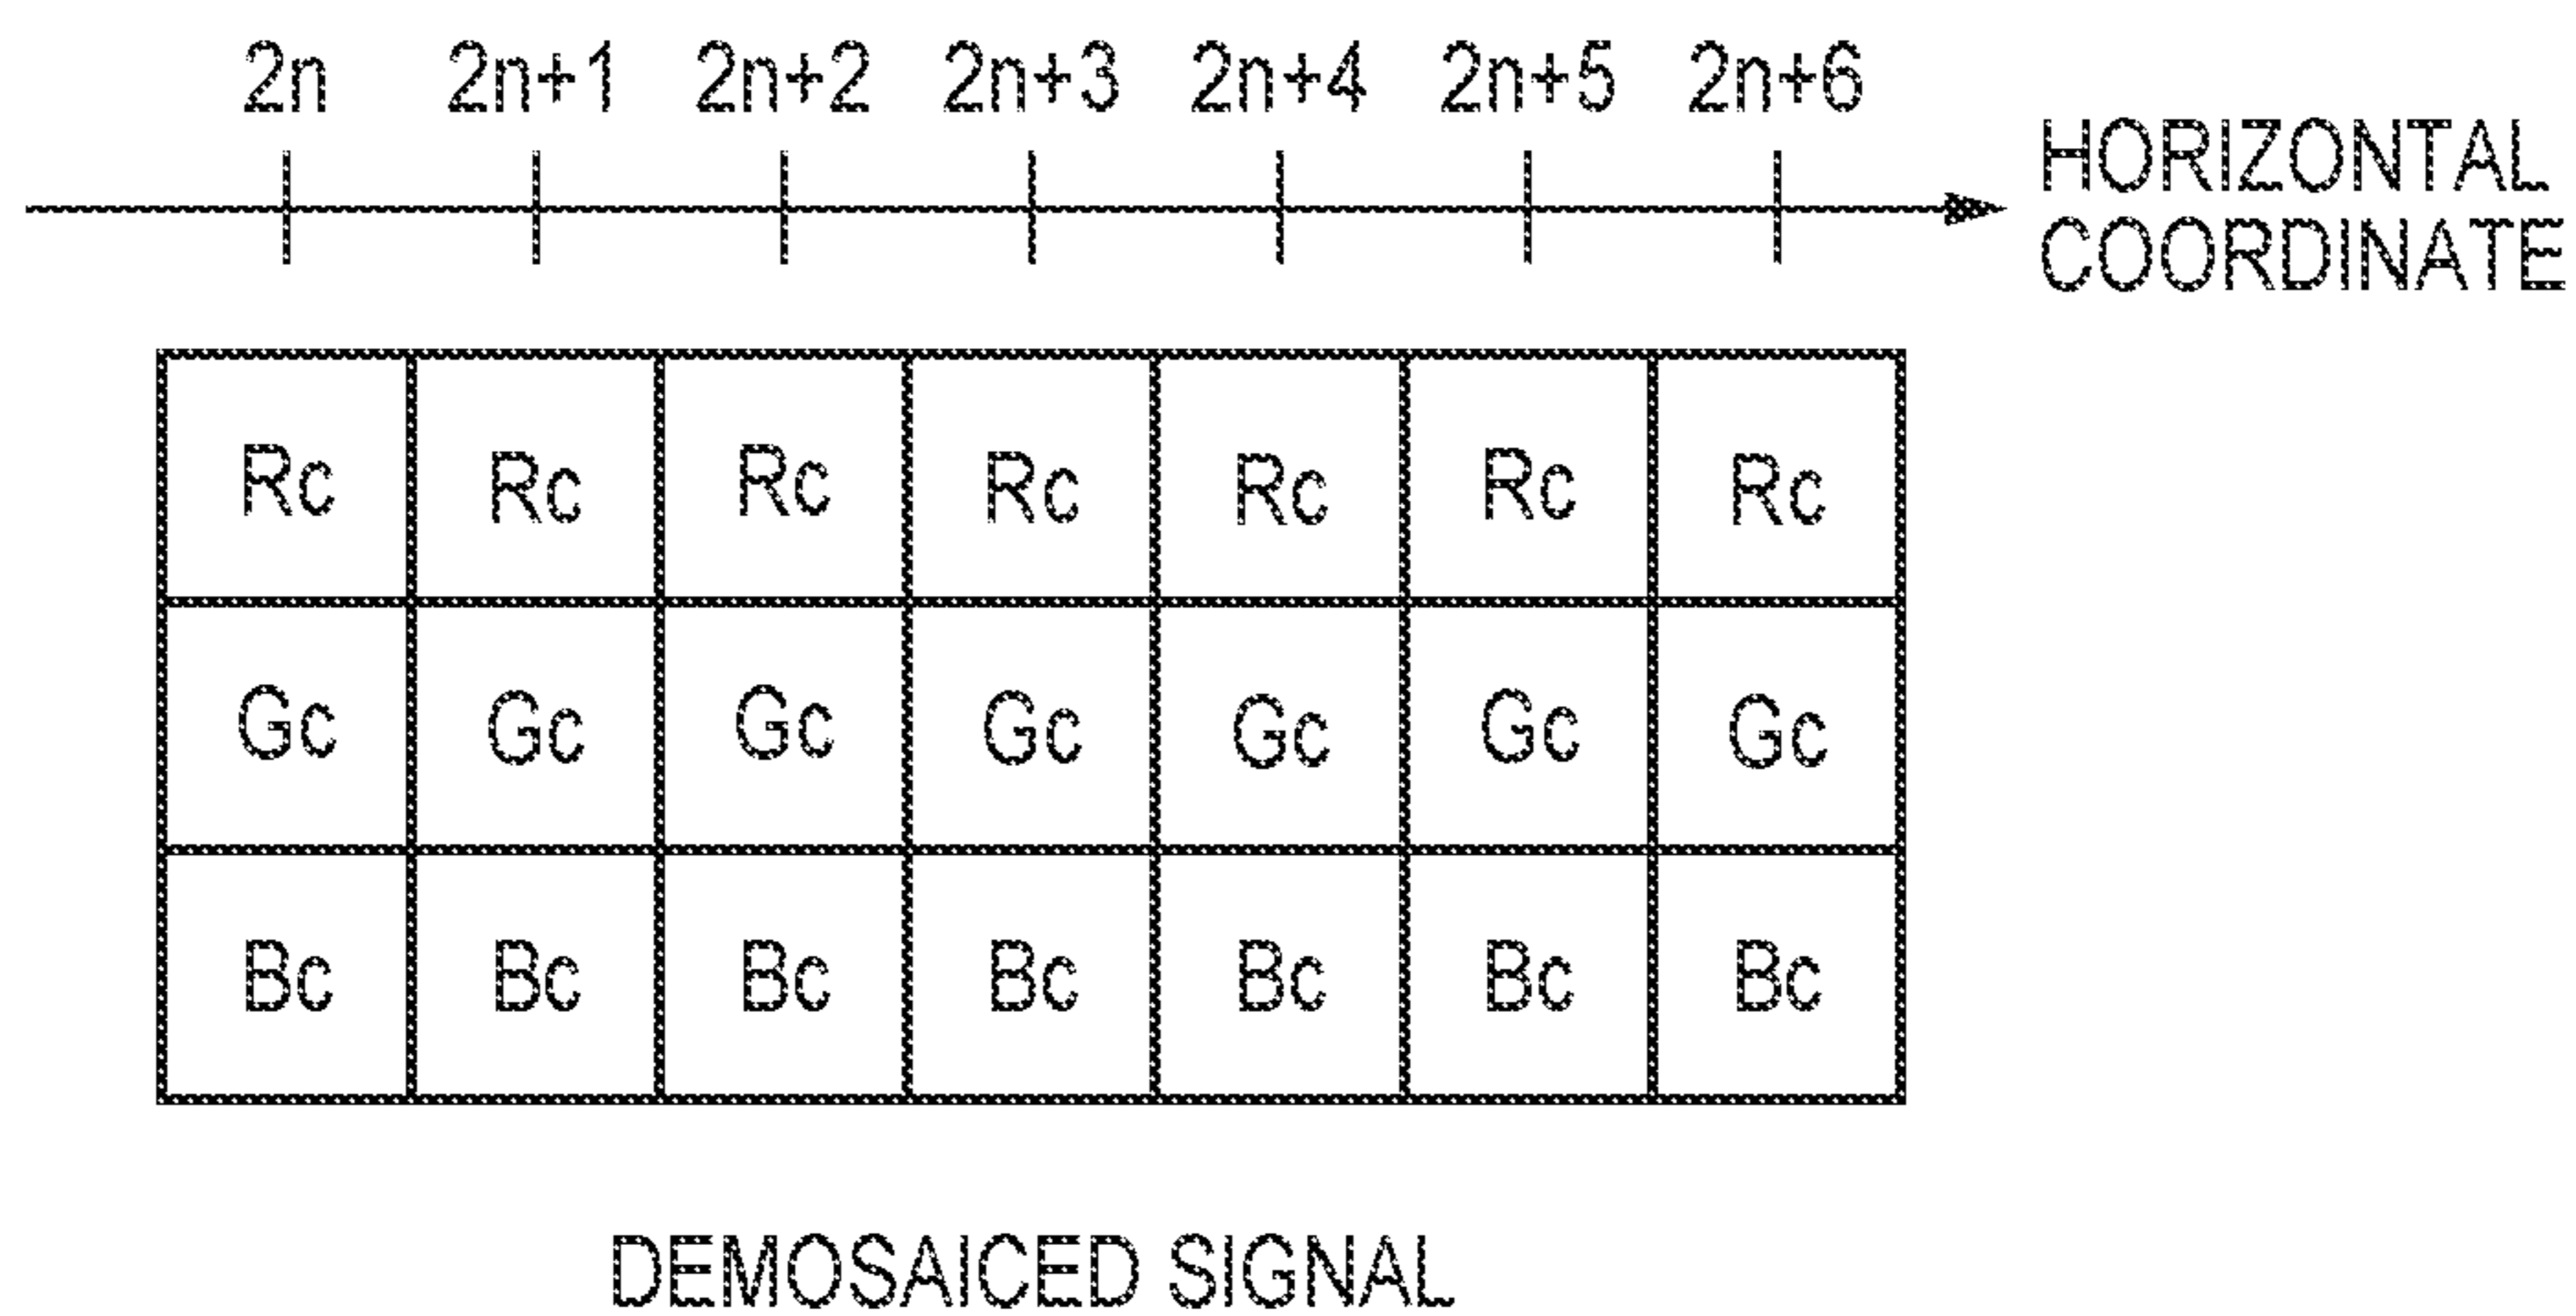 2n 2n+1 2n+2 2n+3 2n+4 2n+5 2n+6
HORIZONTAL
COORDINATE
Rc Rc Rc Rc Rc Rc Rc
Gc Gc Gc Gc Gc Gc Gc
Bc Bc Bc Bc Bc Bc Bc
DEMOSAICED SIGNAL